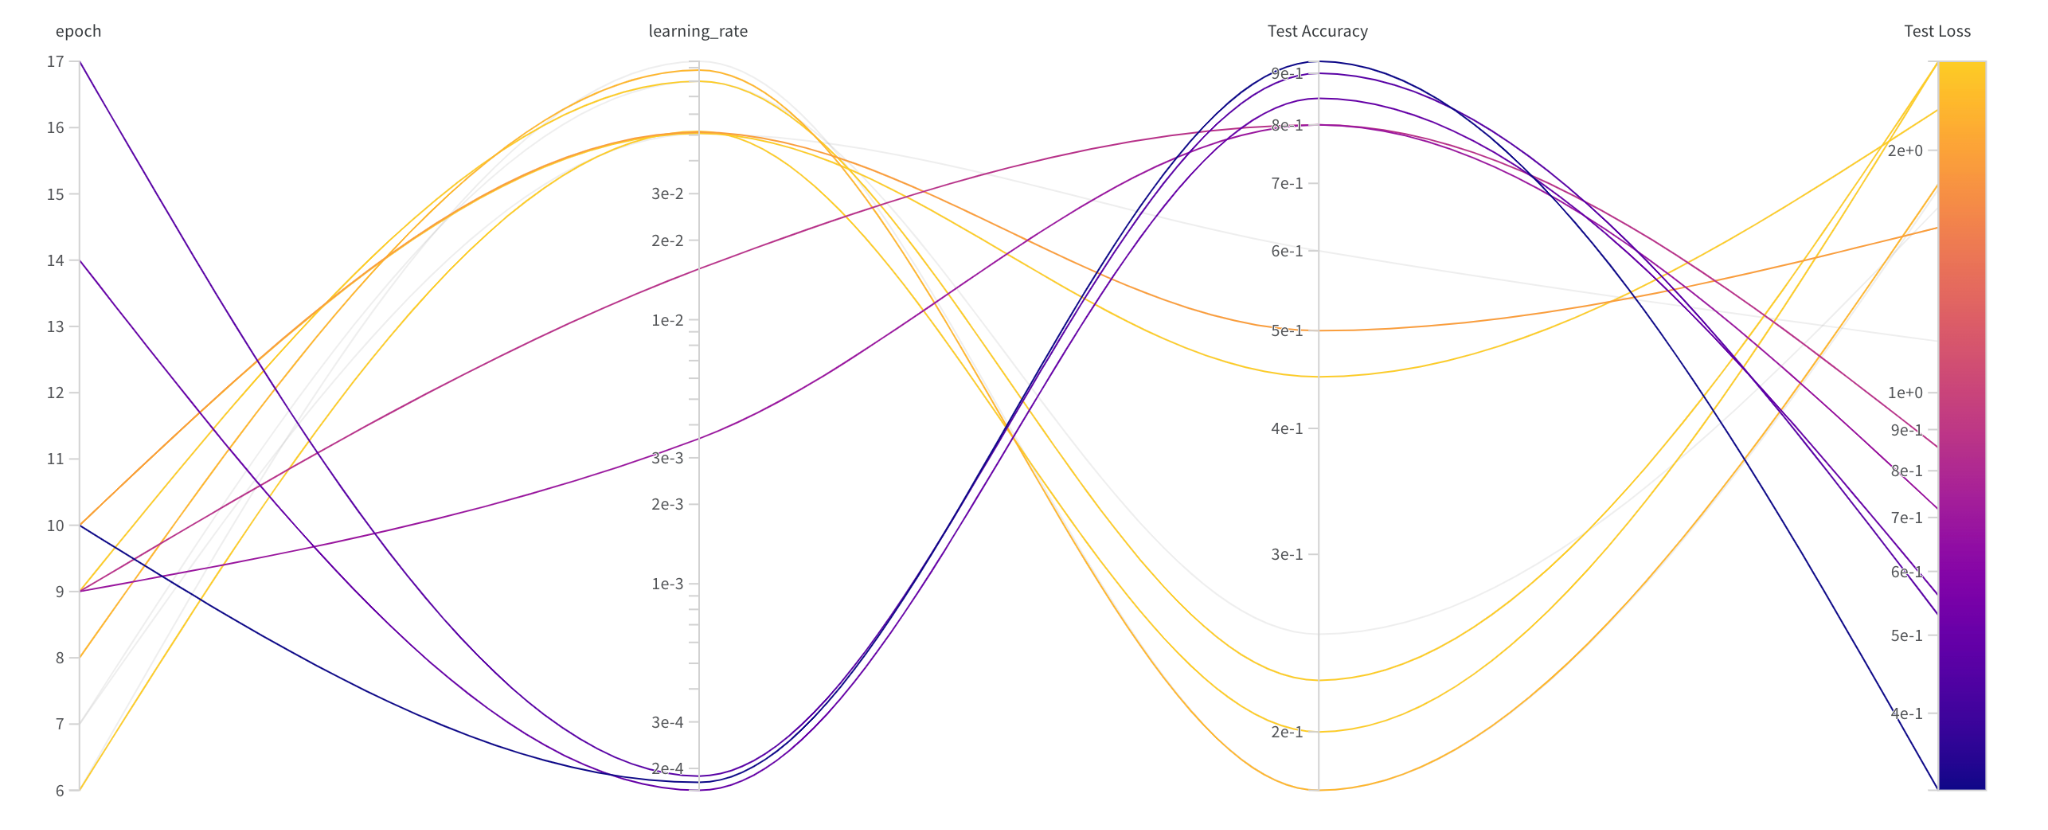 epoch
learning_rate
Test Accuracy
Test Loss
17
16
15
14
13
12
11
10
9
8
7
6
3e-2
2e-2
1e-2
3e-3
2e-3
1e-3
3e-4
2e-4
9e-1
8e-1
7e-1
6e-1
5e-1
4e-1
3e-1
2e-1
2e+0
1e+0
9e-1
8e-1
7e-1
6e-1
5e-1
4e-1